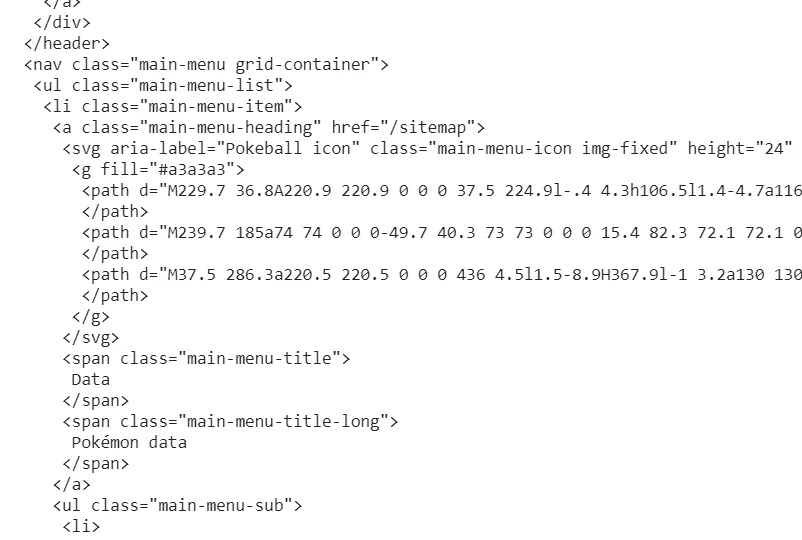 </a>
</div>
</header>
<nav class="main-menu grid-container">
<ul class="main-menu-list">
<li class="main-menu-item">
<a class="main-menu-heading" href="/sitemap">
<svg aria-label="Pokeball icon" class="main-menu-icon img-fixed" height="24"
<g fill="#a3a3a3">
<path d="M229.7 36.8A220.9 220.9 0 0 0 37.5 224.9l-.4 4.3h106.5l1.4-4.7a116
</path>
<path d="M239.7 185a74 74 0 0 0-49.7 40.3 73 73 0 0 0 15.4 82.3 72.1 72.1 0
</path>
<path d="M37.5 286.3a220.5 220.5 0 0 0 436 4.5l1.5-8.9H367.9l-1 3.2a130 130
</path>
</g>
</svg>
<span class="main-menu-title">
Data
</span>
<span class="main-menu-title-long">
Pokémon data
</span>
</a>
<ul class="main-menu-sub">
<li>